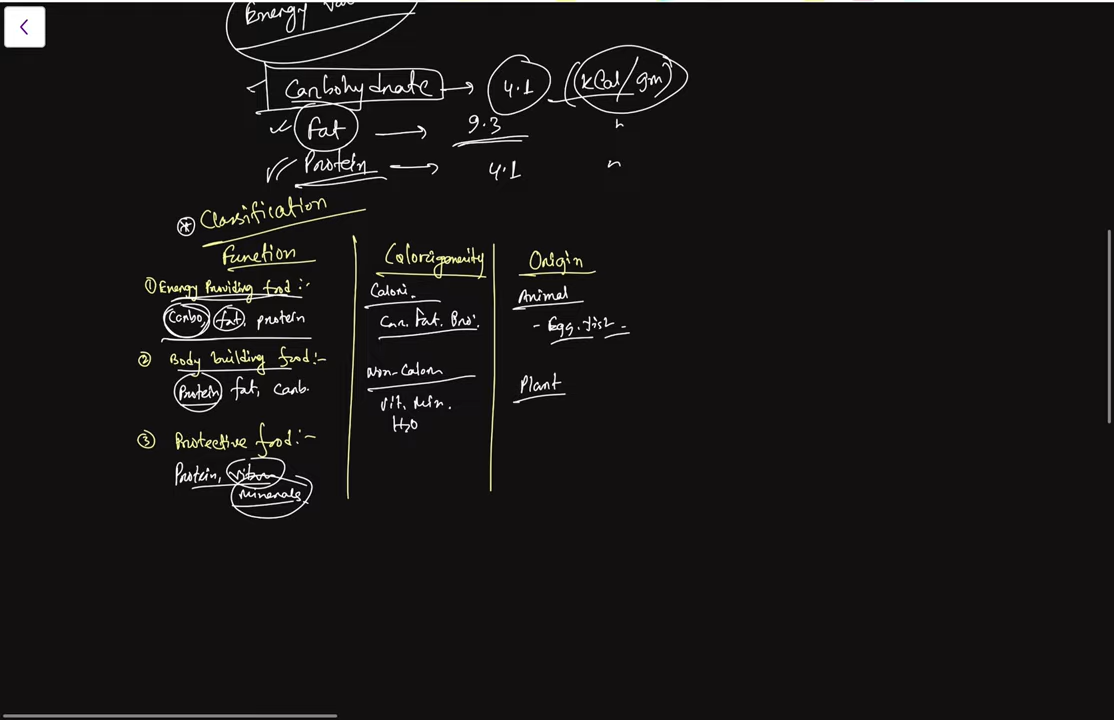 Energy Val
Carbohydrate → 4.1 (kCal/gm)
Fat → 9.3 "
Protein → 4.1 "
* Classification
Function
① Energy Providing food :-
Carbo, fat, protein
② Body building food :-
Protein fat, Carb.
③ Protective food :-
Protein, 
minerals
Calorigenuity
Calori.
Car. Fat. Pro.
Non-Calori
Vit. Min.
H₂O
Origin
Animal
- Egg. fish -
Plant